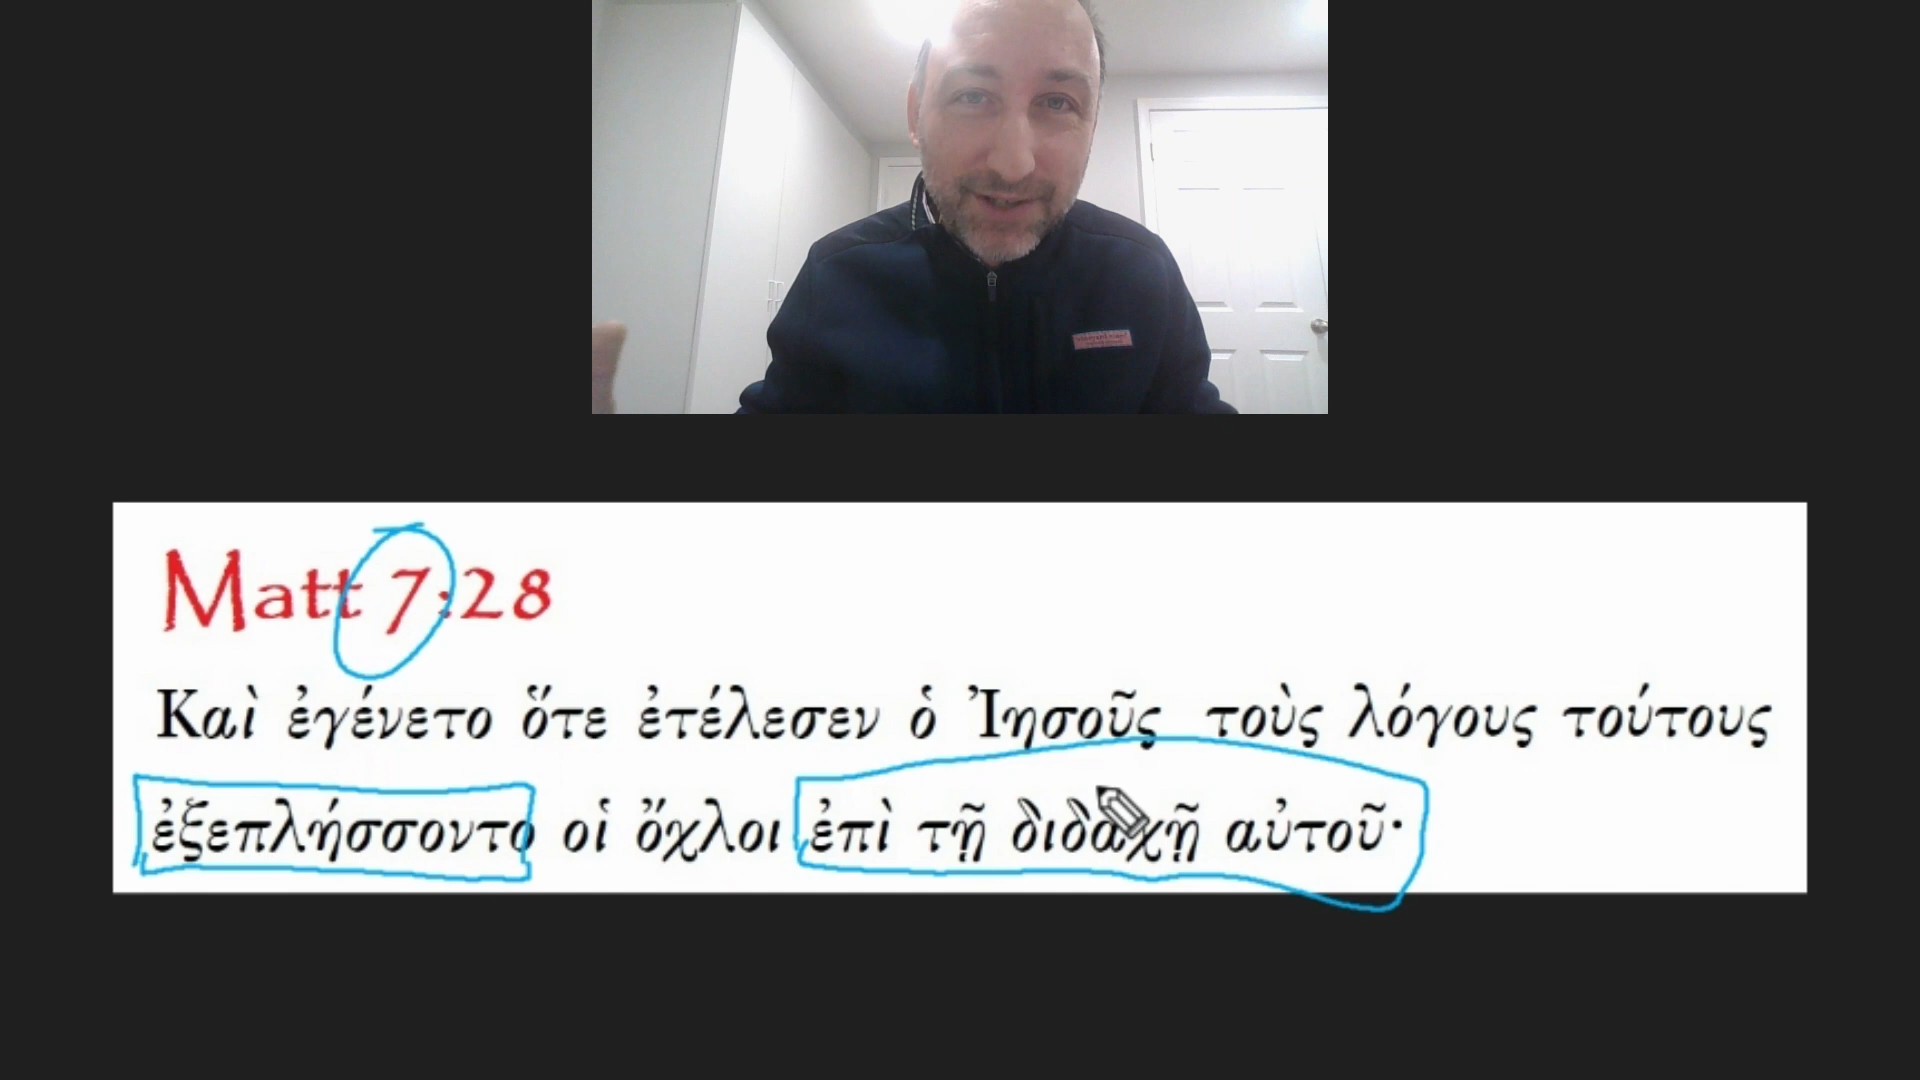 Matt 7:28
Καὶ ἐγένετο ὅτε ἐτέλεσεν ὁ Ἰησοῦς τοὺς λόγους τούτους
ἐξεπλήσσοντο οἱ ὄχλοι ἐπὶ τῇ διδαχῇ αὐτοῦ·